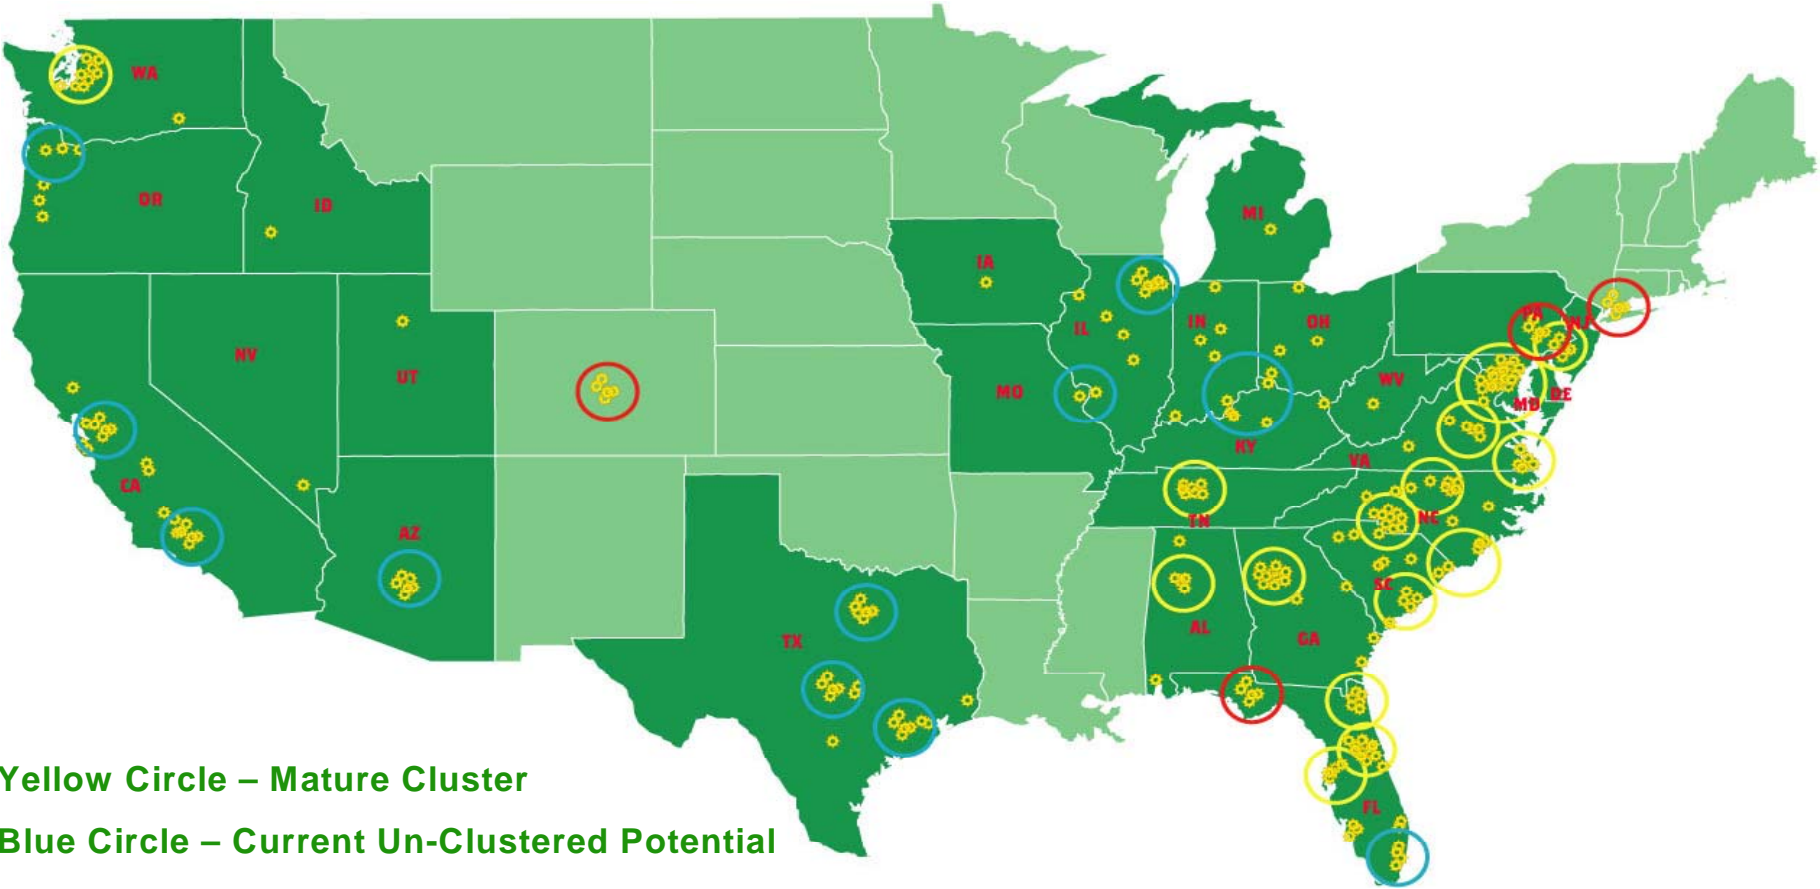 WA
OR
ID
MI
IA
IL
IN
OH
PA
NJ
NV
UT
MO
WV
MD
DE
KY
VA
CA
AZ
TN
NC
SC
TX
AL
GA
FL
Yellow Circle – Mature Cluster
Blue Circle – Current Un-Clustered Potential